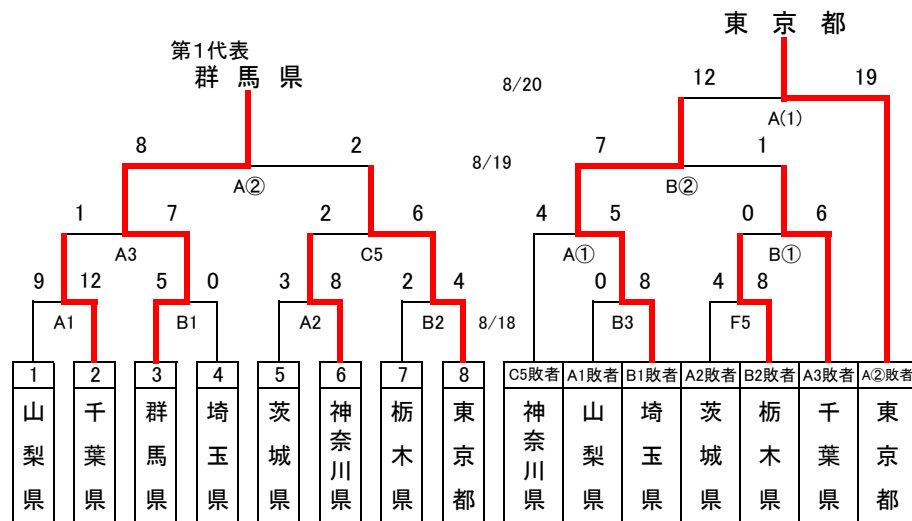 東京都
第1代表
群馬県
8/20
12
19
A(1)
8
2
8/19
7
1
A②
B②
1
7
2
6
4
5
0
6
A3
C5
A①
B①
9
12
5
0
3
8
2
4
0
8
4
8
A1
B1
A2
B2
8/18
B3
F5
1
2
3
4
5
6
7
8
C5敗者
A1敗者
B1敗者
A2敗者
B2敗者
A3敗者
A②敗者
山梨県
千葉県
群馬県
埼玉県
茨城県
神奈川県
栃木県
東京都
神奈川県
山梨県
埼玉県
茨城県
栃木県
千葉県
東京都